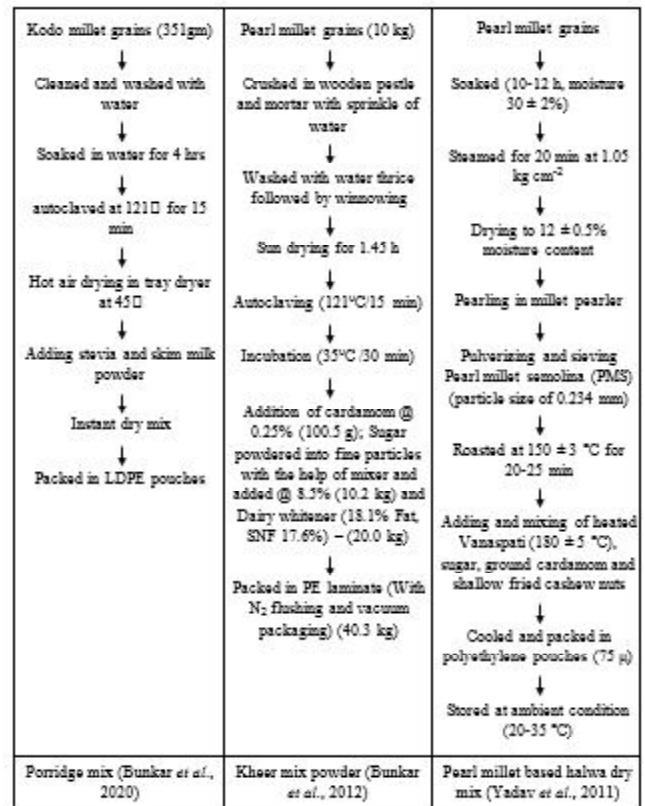 Kodo millet grains (351gm)
Cleaned and washed with
water
Soaked in water for 4 hrs
autoclaved at 121▯ for 15
min
Hot air drying in tray dryer
at 45▯
Adding stevia and skim milk
powder
Instant dry mix
Packed in LDPE pouches
Porridge mix (Bunkar et al.,
2020)
Pearl millet grains (10 kg)
Crushed in wooden pestle
and mortar with sprinkle of
water
Washed with water thrice
followed by winnowing
Sun drying for 1.45 h
Autoclaving (121°C/15 min)
Incubation (35°C /30 min)
Addition of cardamom @
0.25% (100.5 g); Sugar
powdered into fine particles
with the help of mixer and
added @ 8.5% (10.2 kg) and
Dairy whitener (18.1% Fat,
SNF 17.6%) – (20.0 kg)
Packed in PE laminate (With
N₂ flushing and vacuum
packaging) (40.3 kg)
Kheer mix powder (Bunkar
et al., 2012)
Pearl millet grains
Soaked (10-12 h, moisture
30 ± 2%)
Steamed for 20 min at 1.05
kg cm⁻²
Drying to 12 ± 0.5%
moisture content
Pearling in millet pearler
Pulverizing and sieving
Pearl millet semolina (PMS)
(particle size of 0.234 mm)
Roasted at 150 ± 3 °C for
20-25 min
Adding and mixing of heated
Vanaspati (180 ± 5 °C),
sugar, ground cardamom and
shallow fried cashew nuts
Cooled and packed in
polyethylene pouches (75 µ)
Stored at ambient condition
(20-35 °C)
Pearl millet based halwa dry
mix (Yadav et al., 2011)